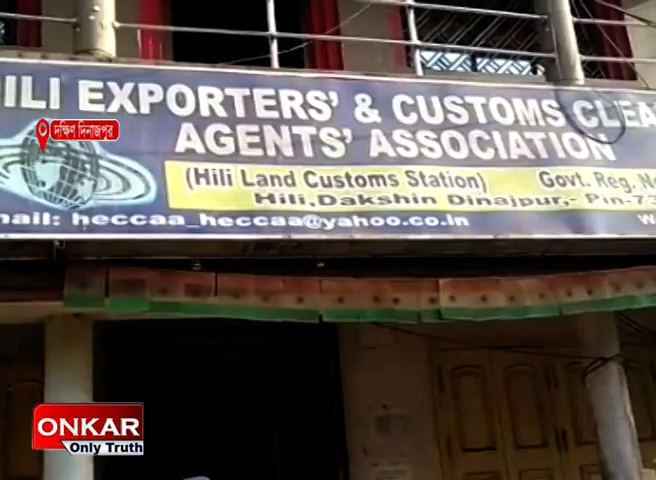 HILI EXPORTERS' & CUSTOMS CLEA
AGENTS' ASSOCIATION
দক্ষিণ দিনাজপুর
(Hili Land Customs Station) Govt. Reg. N
Hili,Dakshin Dinajpur,- Pin-73
mail.: heccaa_heccaa@yahoo.co.in
ONKAR
Only Truth